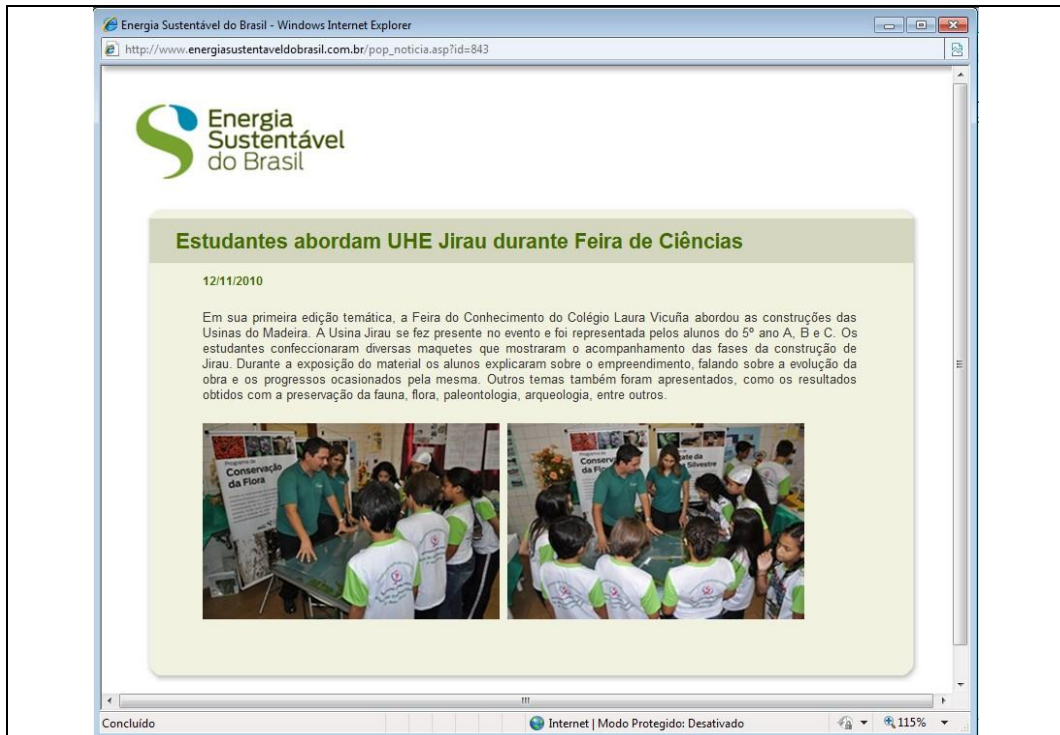 Energia Sustentável do Brasil - Windows Internet Explorer
http://www.energiasustentaveldobrasil.com.br/pop_noticia.asp?id=843
Energia
Sustentável
do Brasil
Estudantes abordam UHE Jirau durante Feira de Ciências
12/11/2010
Em sua primeira edição temática, a Feira do Conhecimento do Colégio Laura Vicuña abordou as construções das
Usinas do Madeira. A Usina Jirau se fez presente no evento e foi representada pelos alunos do 5º ano A, B e C. Os
estudantes confeccionaram diversas maquetes que mostraram o acompanhamento das fases da construção de
Jirau. Durante a exposição do material os alunos explicaram sobre o empreendimento, falando sobre a evolução da
obra e os progressos ocasionados pela mesma. Outros temas também foram apresentados, como os resultados
obtidos com a preservação da fauna, flora, paleontologia, arqueologia, entre outros.
Programa de
Conservação
da Flora
Conserva
da Fl
ate da
Silvestre
Concluído
Internet | Modo Protegido: Desativado
115%